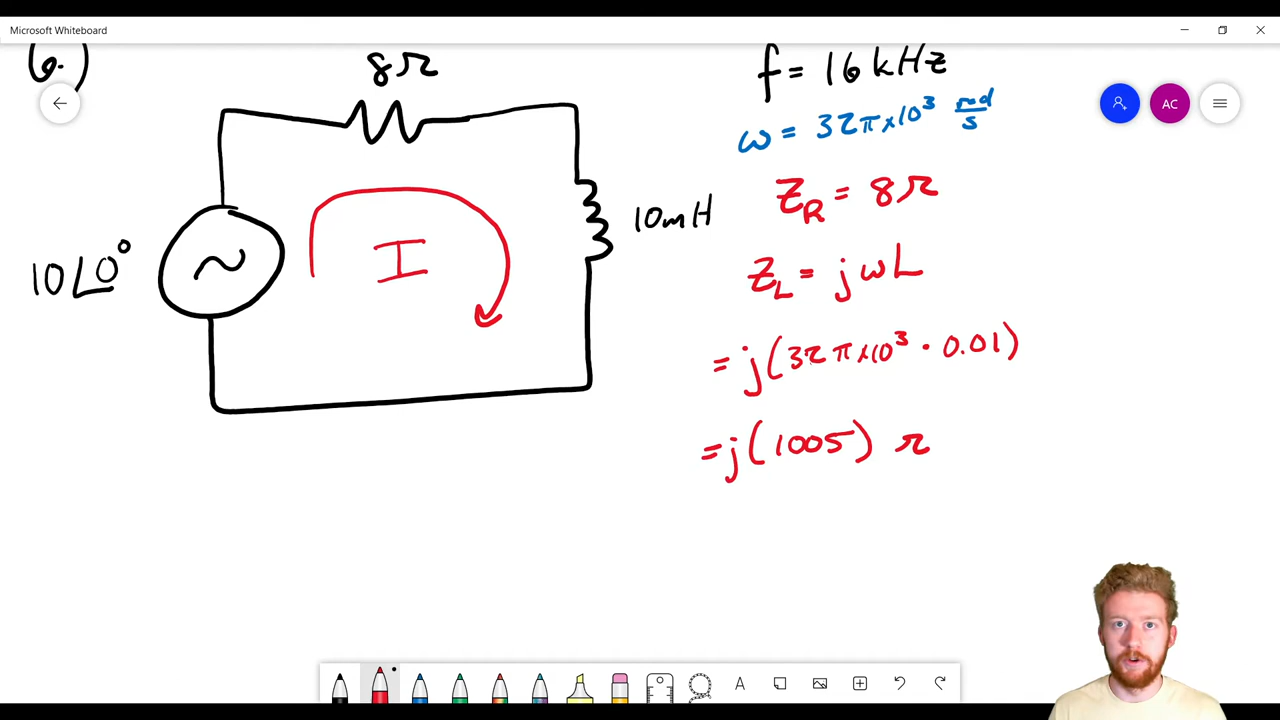 Microsoft Whiteboard
6.)
8Ω
f = 16 kHz
ω = 32π×10³ rad/s
AC
Z_R = 8Ω
10mH
I
10∠0°
Z_L = jωL
= j(32π×10³ · 0.01)
= j(1005) Ω
A